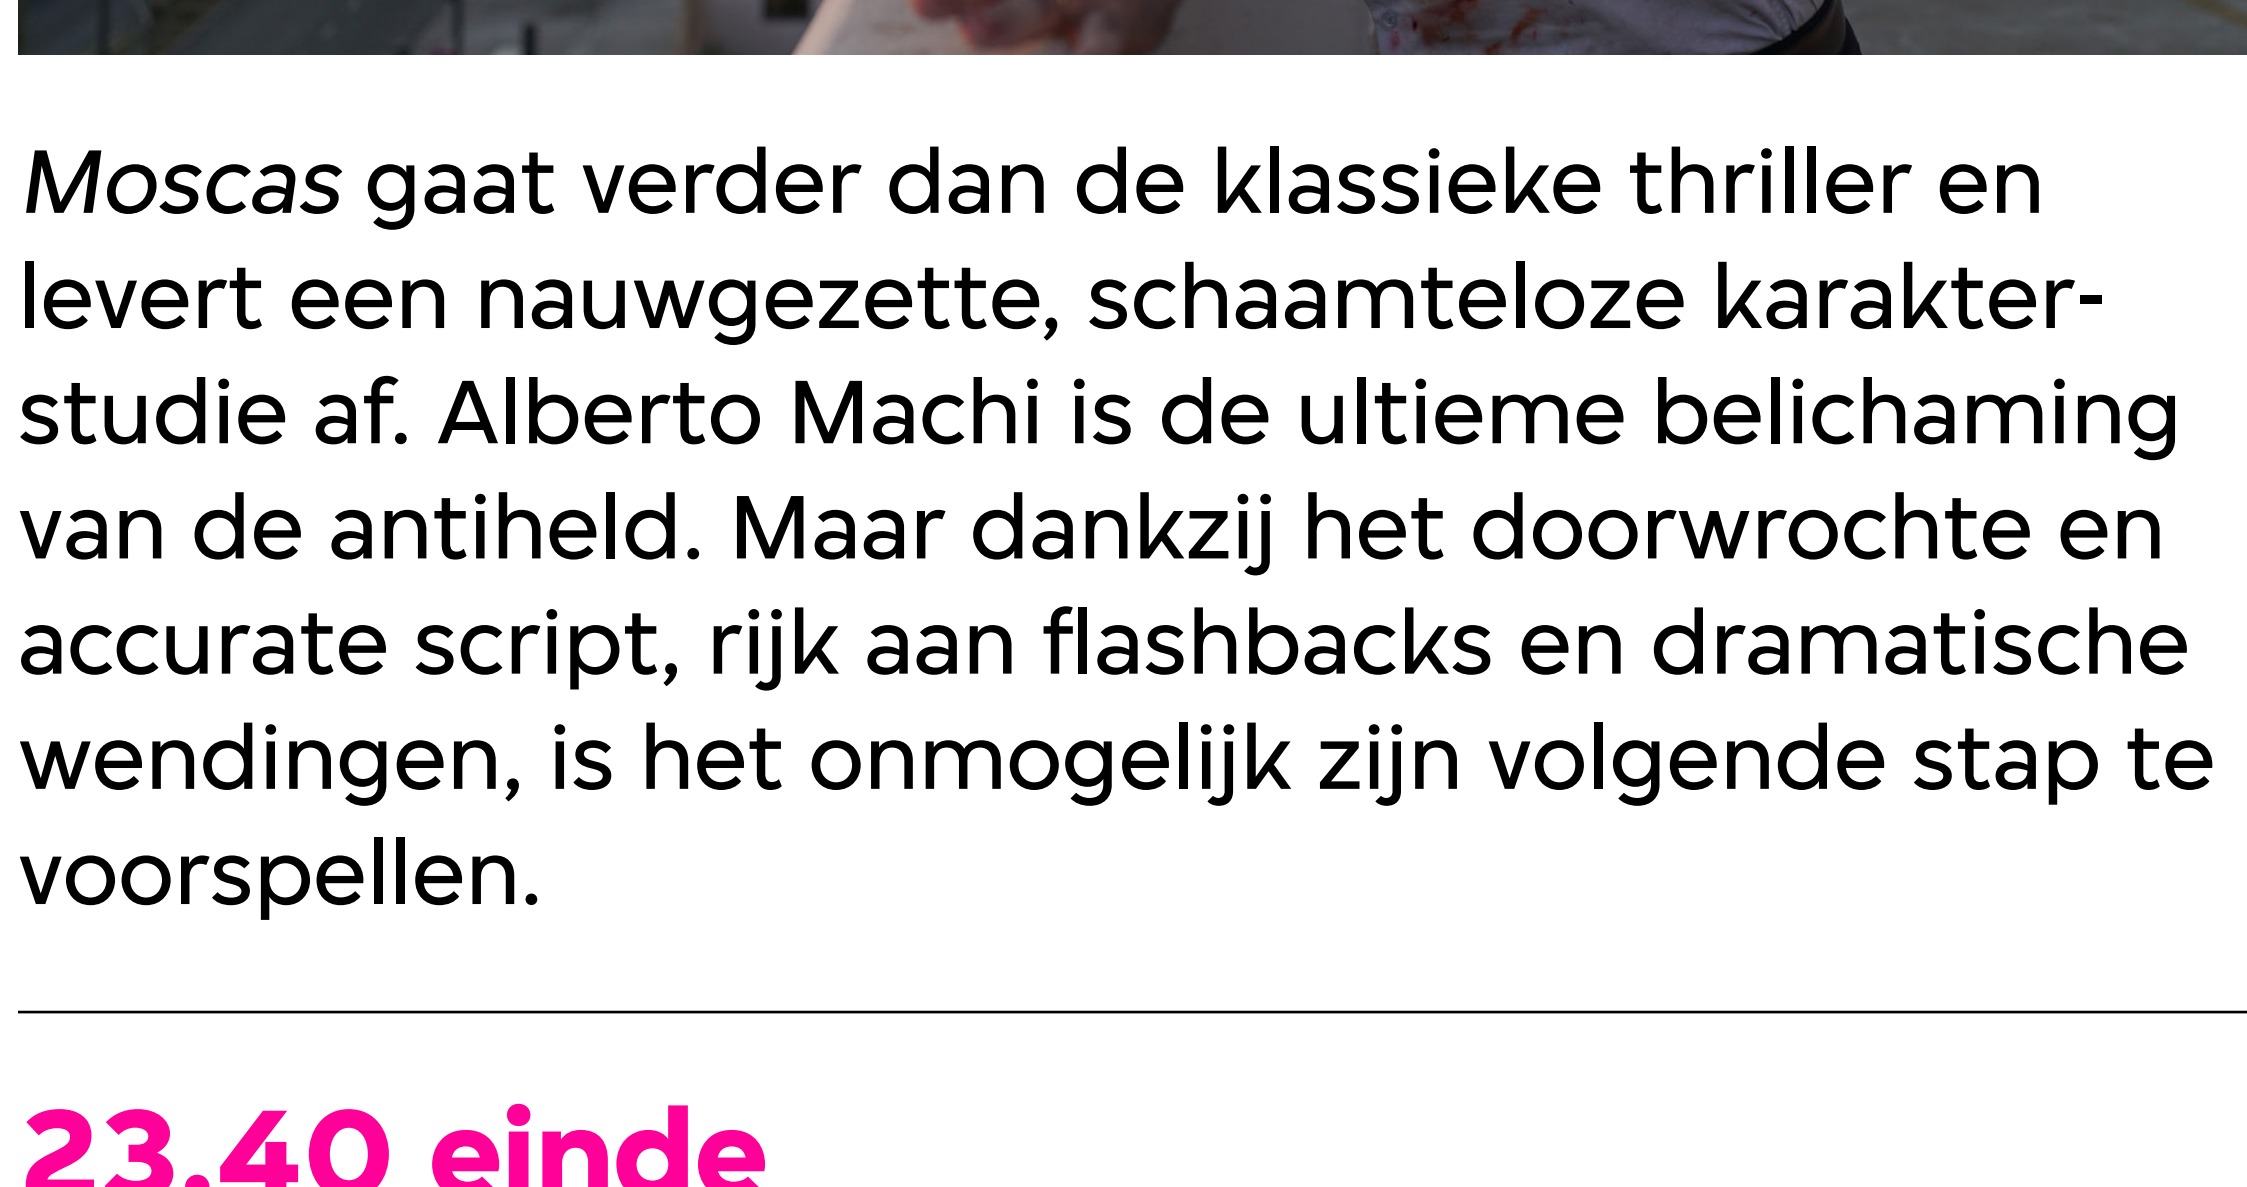 Moscas gaat verder dan de klassieke thriller en
levert een nauwgezette, schaamteloze karakter-
studie af. Alberto Machi is de ultieme belichaming
van de antiheld. Maar dankzij het doorwrochte en
accurate script, rijk aan flashbacks en dramatische
wendingen, is het onmogelijk zijn volgende stap te
voorspellen.
23.40 einde